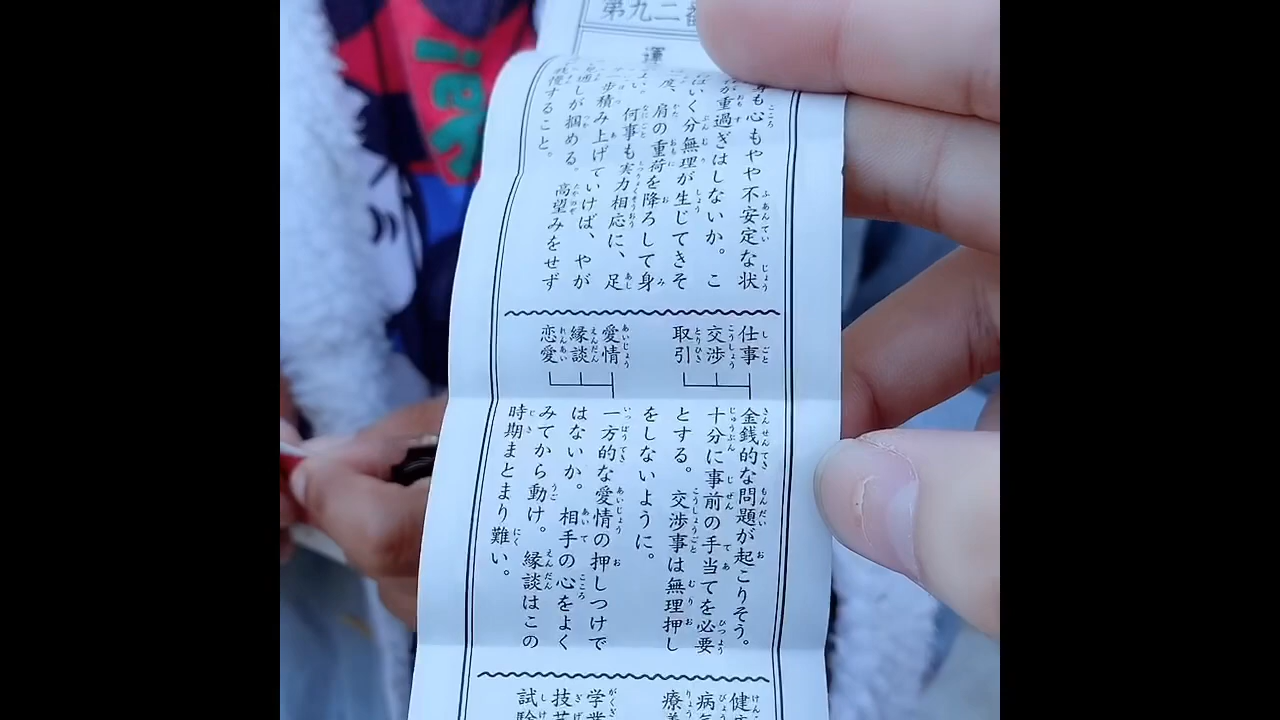 第九二
運
身も心もやや不安定な状
が重過ぎはしないか。こ
はいく分無理が生じてきそ
度、肩の重荷を降ろして身
よい。何事も実力相応に、足
一歩積み上げていけば、やが
通しが掴める。高望みをせず
我慢すること。
仕事
交渉
取引
金銭的な問題が起こりそう。
十分に事前の手当てを必要
とする。交渉事は無理押し
をしないように。
愛情
縁談
恋愛
一方的な愛情の押しつけで
はないか。相手の心をよく
みてから動け。縁談はこの
時期まとまり難い。
健
病気
療
学業
技芸
試験